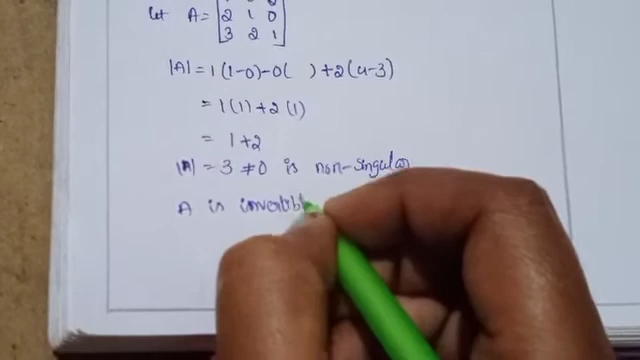 let A = [
2 1 0
3 2 1 ]
|A| = 1(1-0)-0( ) +2(4-3)
= 1(1)+2(1)
= 1+2
|A| = 3 ≠0 is non-singular
A is invertib